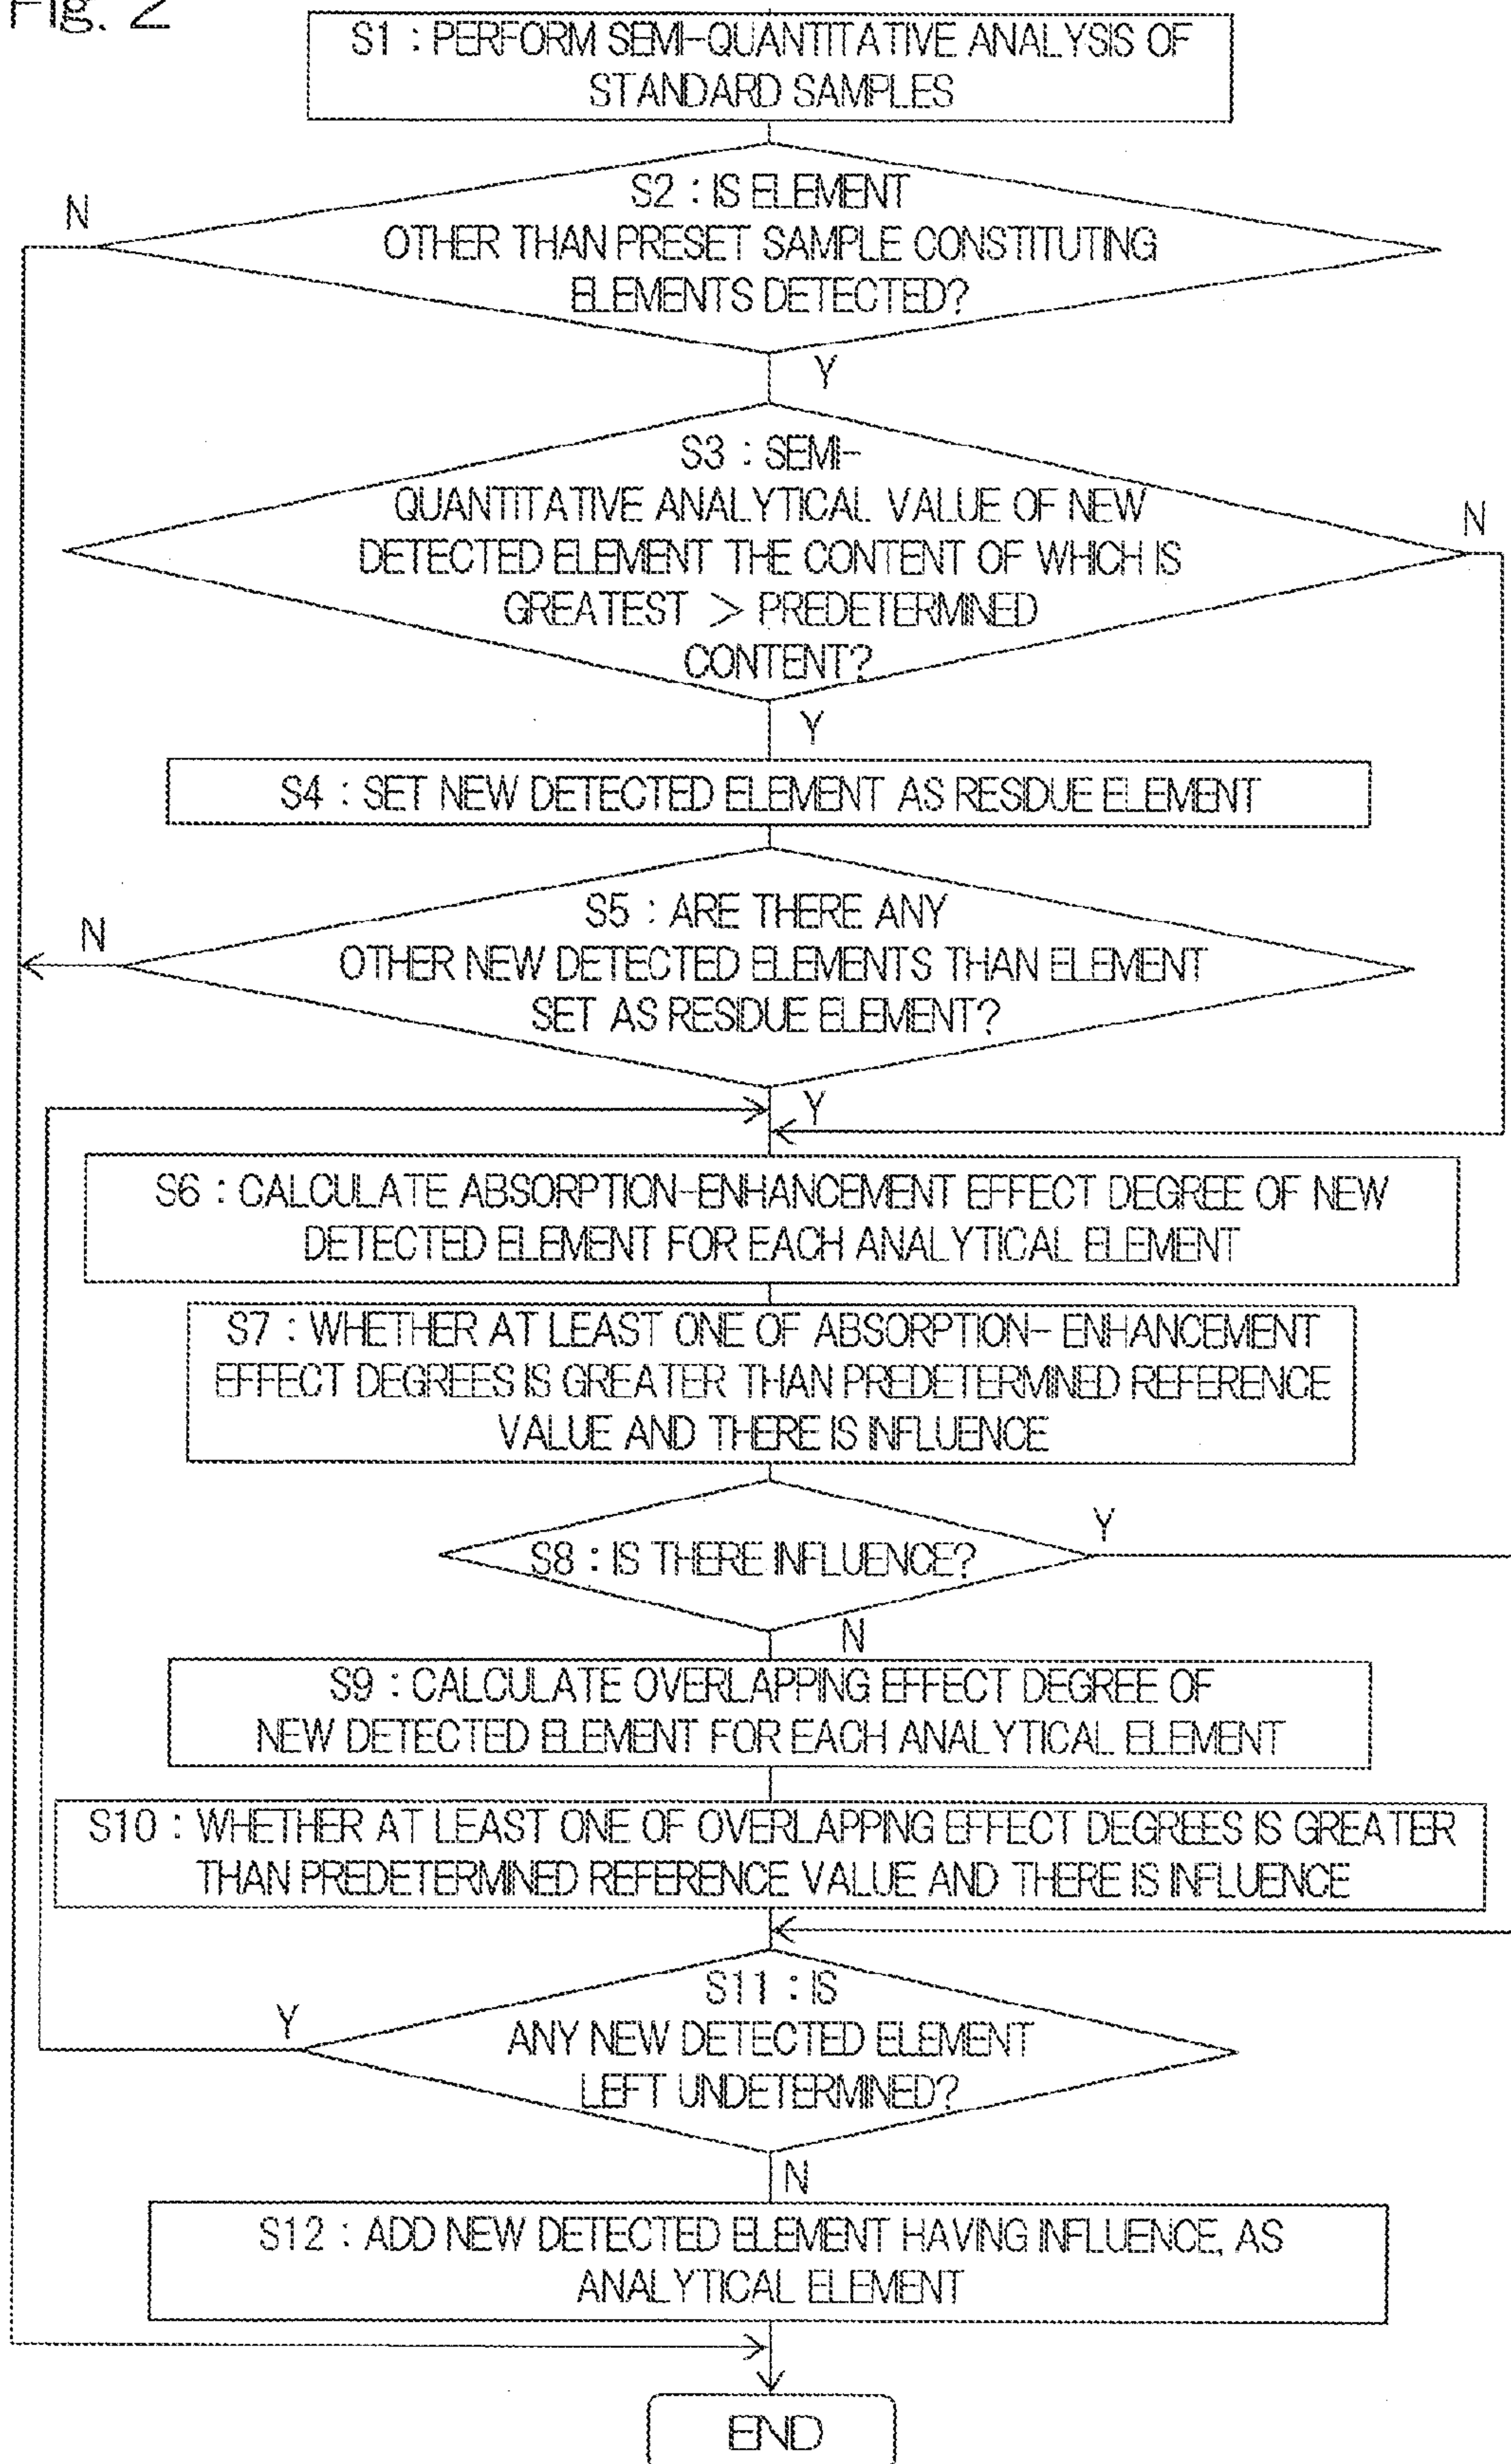 Fig. 2
S1 : PERFORM SEMI-QUANTITATIVE ANALYSIS OF
STANDARD SAMPLES
S2 : IS ELEMENT
OTHER THAN PRESET SAMPLE CONSTITUTING
ELEMENTS DETECTED?
N
Y
S3 : SEMI-
QUANTITATIVE ANALYTICAL VALUE OF NEW
DETECTED ELEMENT THE CONTENT OF WHICH IS
GREATEST > PREDETERMINED
CONTENT?
N
Y
S4 : SET NEW DETECTED ELEMENT AS RESIDUE ELEMENT
S5 : ARE THERE ANY
OTHER NEW DETECTED ELEMENTS THAN ELEMENT
SET AS RESIDUE ELEMENT?
N
Y
S6 : CALCULATE ABSORPTION-ENHANCEMENT EFFECT DEGREE OF NEW
DETECTED ELEMENT FOR EACH ANALYTICAL ELEMENT
S7 : WHETHER AT LEAST ONE OF ABSORPTION- ENHANCEMENT
EFFECT DEGREES IS GREATER THAN PREDETERMINED REFERENCE
VALUE AND THERE IS INFLUENCE
S8 : IS THERE INFLUENCE?
Y
N
S9 : CALCULATE OVERLAPPING EFFECT DEGREE OF
NEW DETECTED ELEMENT FOR EACH ANALYTICAL ELEMENT
S10 : WHETHER AT LEAST ONE OF OVERLAPPING EFFECT DEGREES IS GREATER
THAN PREDETERMINED REFERENCE VALUE AND THERE IS INFLUENCE
S11 : IS
ANY NEW DETECTED ELEMENT
LEFT UNDETERMINED?
Y
N
S12 : ADD NEW DETECTED ELEMENT HAVING INFLUENCE, AS
ANALYTICAL ELEMENT
END